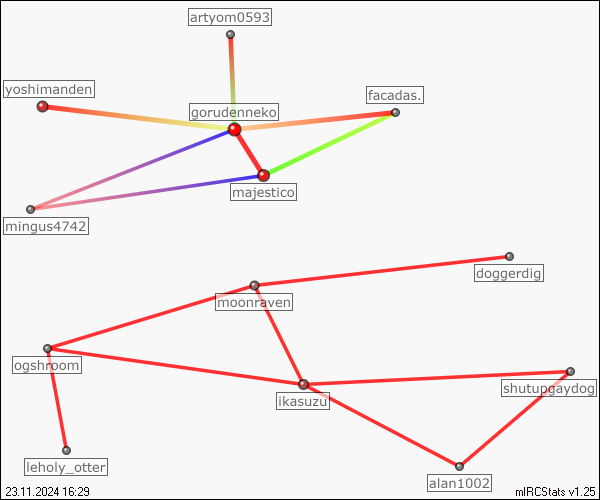 artyom0593
yoshimanden
facadas.
gorudenneko
majestico
mingus4742
doggerdig
moonraven
ogshroom
shutupgaydog
ikasuzu
leholy_otter
alan1002
23.11.2024 16:29
mIRCStats v1.25